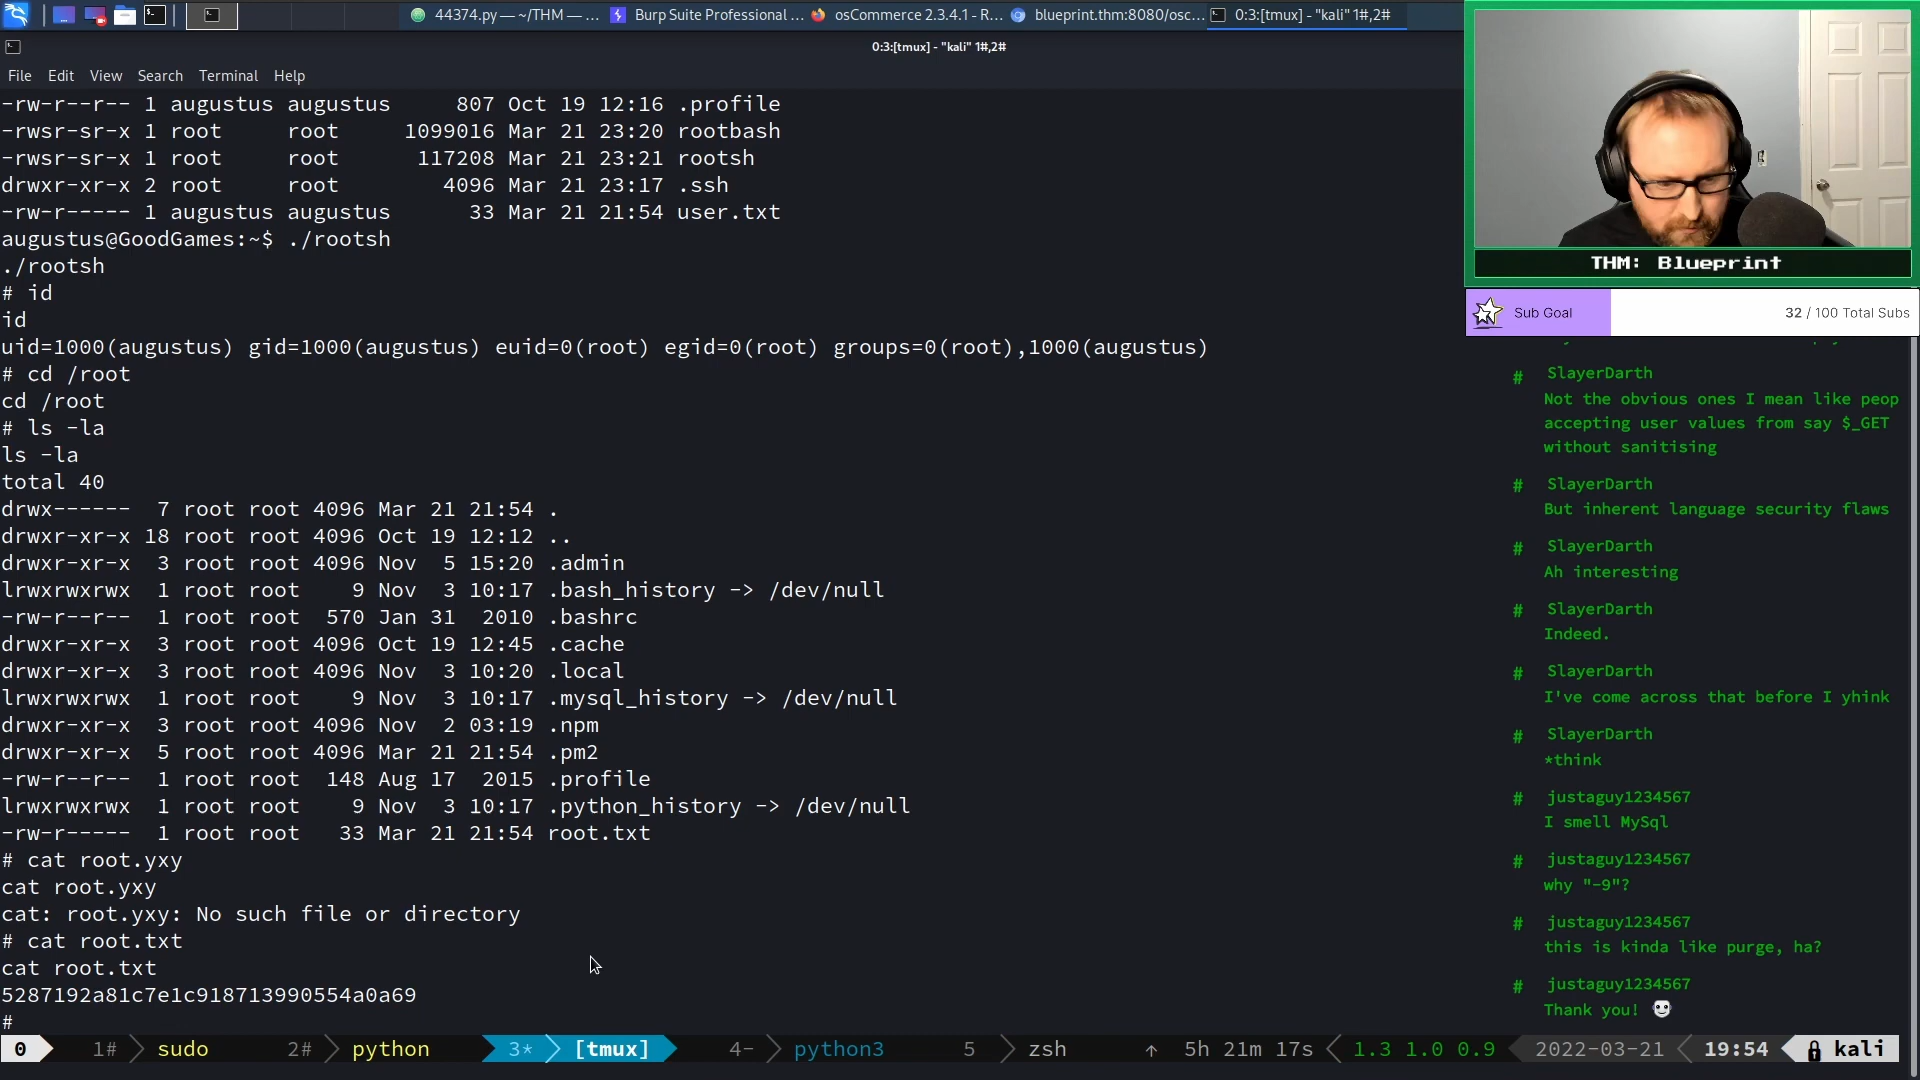 44374.py — ~/THM — ...
Burp Suite Professional ...
osCommerce 2.3.4.1 - R...
blueprint.thm:8080/osc...
0:3:[tmux] - "kali" 1#,2#
0:3:[tmux] - "kali" 1#,2#
File Edit View Search Terminal Help
-rw-r--r-- 1 augustus augustus 807 Oct 19 12:16 .profile
-rwsr-sr-x 1 root root 1099016 Mar 21 23:20 rootbash
-rwsr-sr-x 1 root root 117208 Mar 21 23:21 rootsh
drwxr-xr-x 2 root root 4096 Mar 21 23:17 .ssh
-rw-r----- 1 augustus augustus 33 Mar 21 21:54 user.txt
augustus@GoodGames:~$ ./rootsh
./rootsh
# id
id
uid=1000(augustus) gid=1000(augustus) euid=0(root) egid=0(root) groups=0(root),1000(augustus)
# cd /root
cd /root
# ls -la
ls -la
total 40
drwx------ 7 root root 4096 Mar 21 21:54 .
drwxr-xr-x 18 root root 4096 Oct 19 12:12 ..
drwxr-xr-x 3 root root 4096 Nov 5 15:20 .admin
lrwxrwxrwx 1 root root 9 Nov 3 10:17 .bash_history -> /dev/null
-rw-r--r-- 1 root root 570 Jan 31 2010 .bashrc
drwxr-xr-x 3 root root 4096 Oct 19 12:45 .cache
drwxr-xr-x 3 root root 4096 Nov 3 10:20 .local
lrwxrwxrwx 1 root root 9 Nov 3 10:17 .mysql_history -> /dev/null
drwxr-xr-x 3 root root 4096 Nov 2 03:19 .npm
drwxr-xr-x 5 root root 4096 Mar 21 21:54 .pm2
-rw-r--r-- 1 root root 148 Aug 17 2015 .profile
lrwxrwxrwx 1 root root 9 Nov 3 10:17 .python_history -> /dev/null
-rw-r----- 1 root root 33 Mar 21 21:54 root.txt
# cat root.yxy
cat root.yxy
cat: root.yxy: No such file or directory
# cat root.txt
cat root.txt
5287192a81c7e1c918713990554a0a69
#
THM: Blueprint
Sub Goal 32 / 100 Total Subs
# SlayerDarth
Not the obvious ones I mean like peop
accepting user values from say $_GET
without sanitising
# SlayerDarth
But inherent language security flaws
# SlayerDarth
Ah interesting
# SlayerDarth
Indeed.
# SlayerDarth
I've come across that before I yhink
# SlayerDarth
*think
# justaguy1234567
I smell MySql
# justaguy1234567
why "-9"?
# justaguy1234567
this is kinda like purge, ha?
# justaguy1234567
Thank you!
0 1# sudo 2# python 3* [tmux] 4- python3 5 zsh ↑ 5h 21m 17s 1.3 1.0 0.9 2022-03-21 19:54 kali